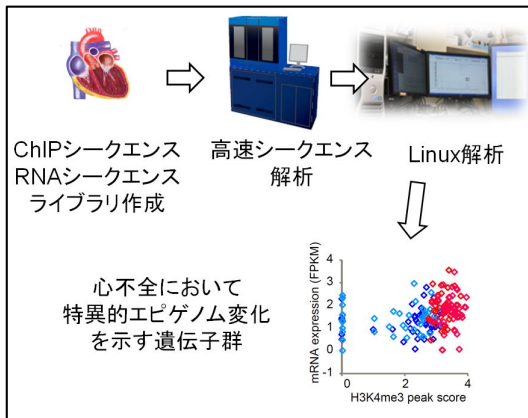 ChIPシークエンス
RNAシークエンス
ライブラリ作成
高速シークエンス
解析
Linux解析
心不全において
特異的エピゲノム変化
を示す遺伝子群
mRNA expression (FPKM)
4
3
2
1
0
-1
0
2
4
H3K4me3 peak score